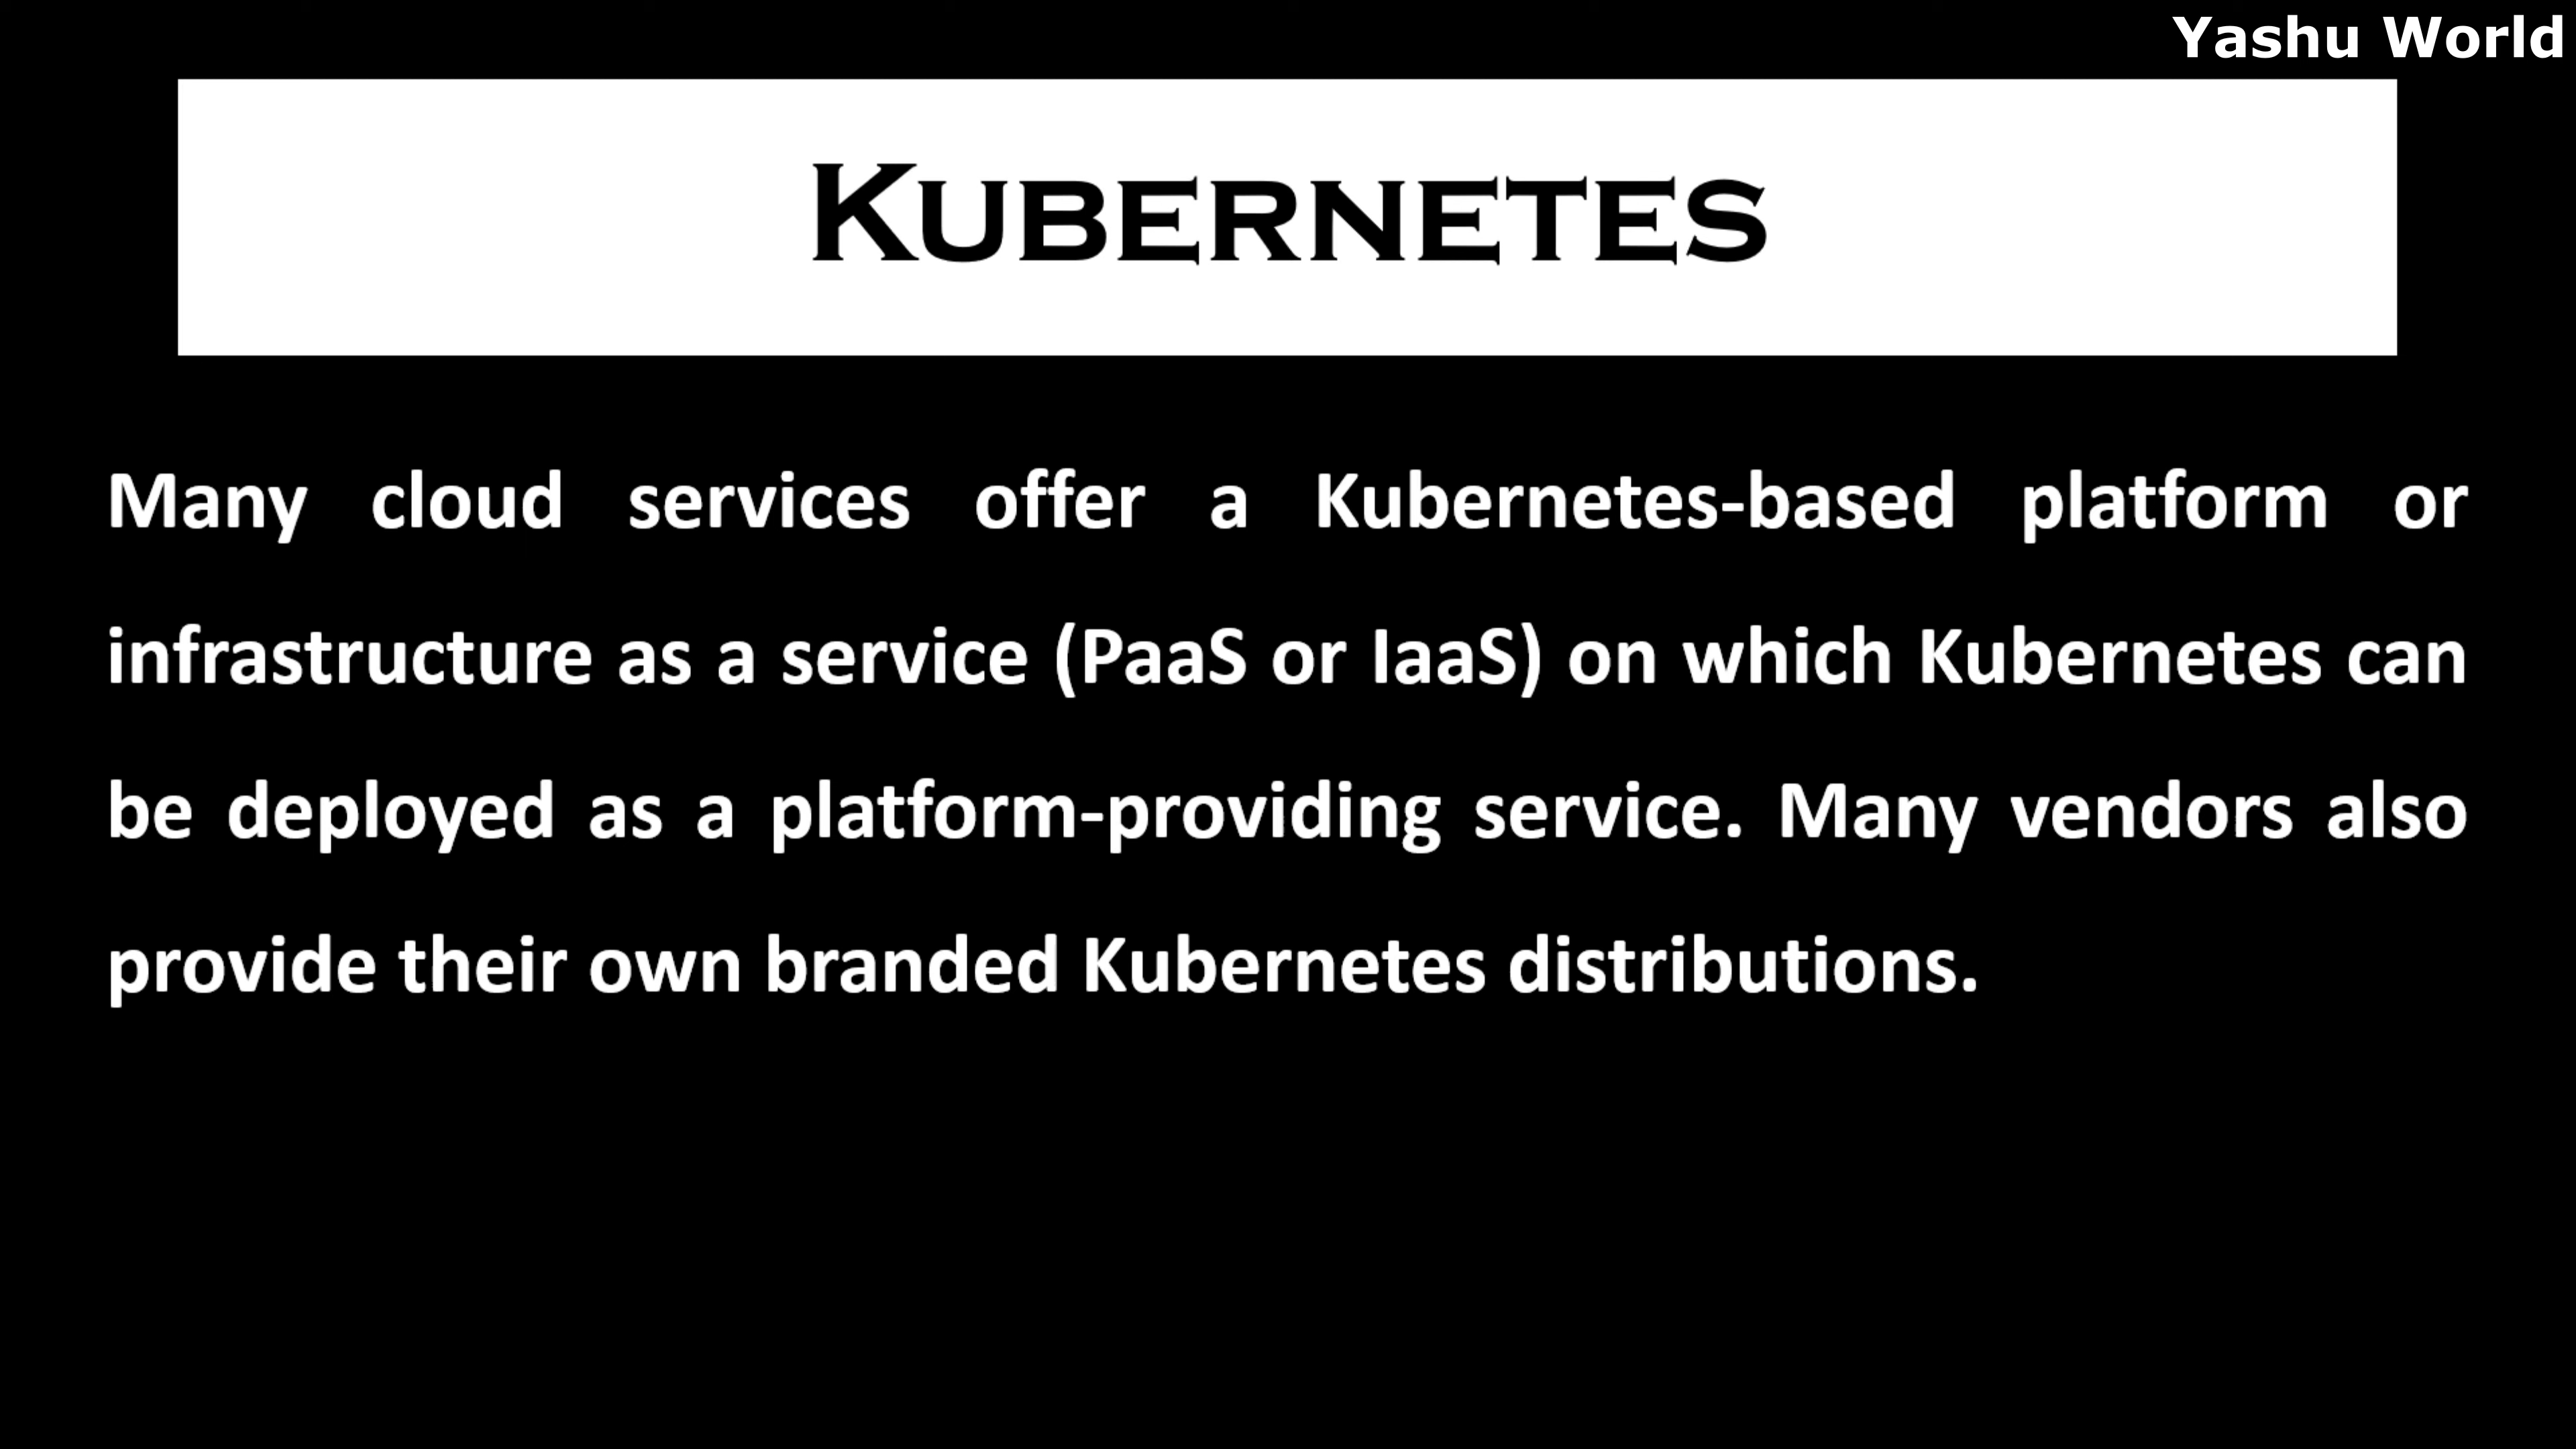 Yashu World
KUBERNETES
Many cloud services offer a Kubernetes-based platform or
infrastructure as a service (PaaS or IaaS) on which Kubernetes can
be deployed as a platform-providing service. Many vendors also
provide their own branded Kubernetes distributions.